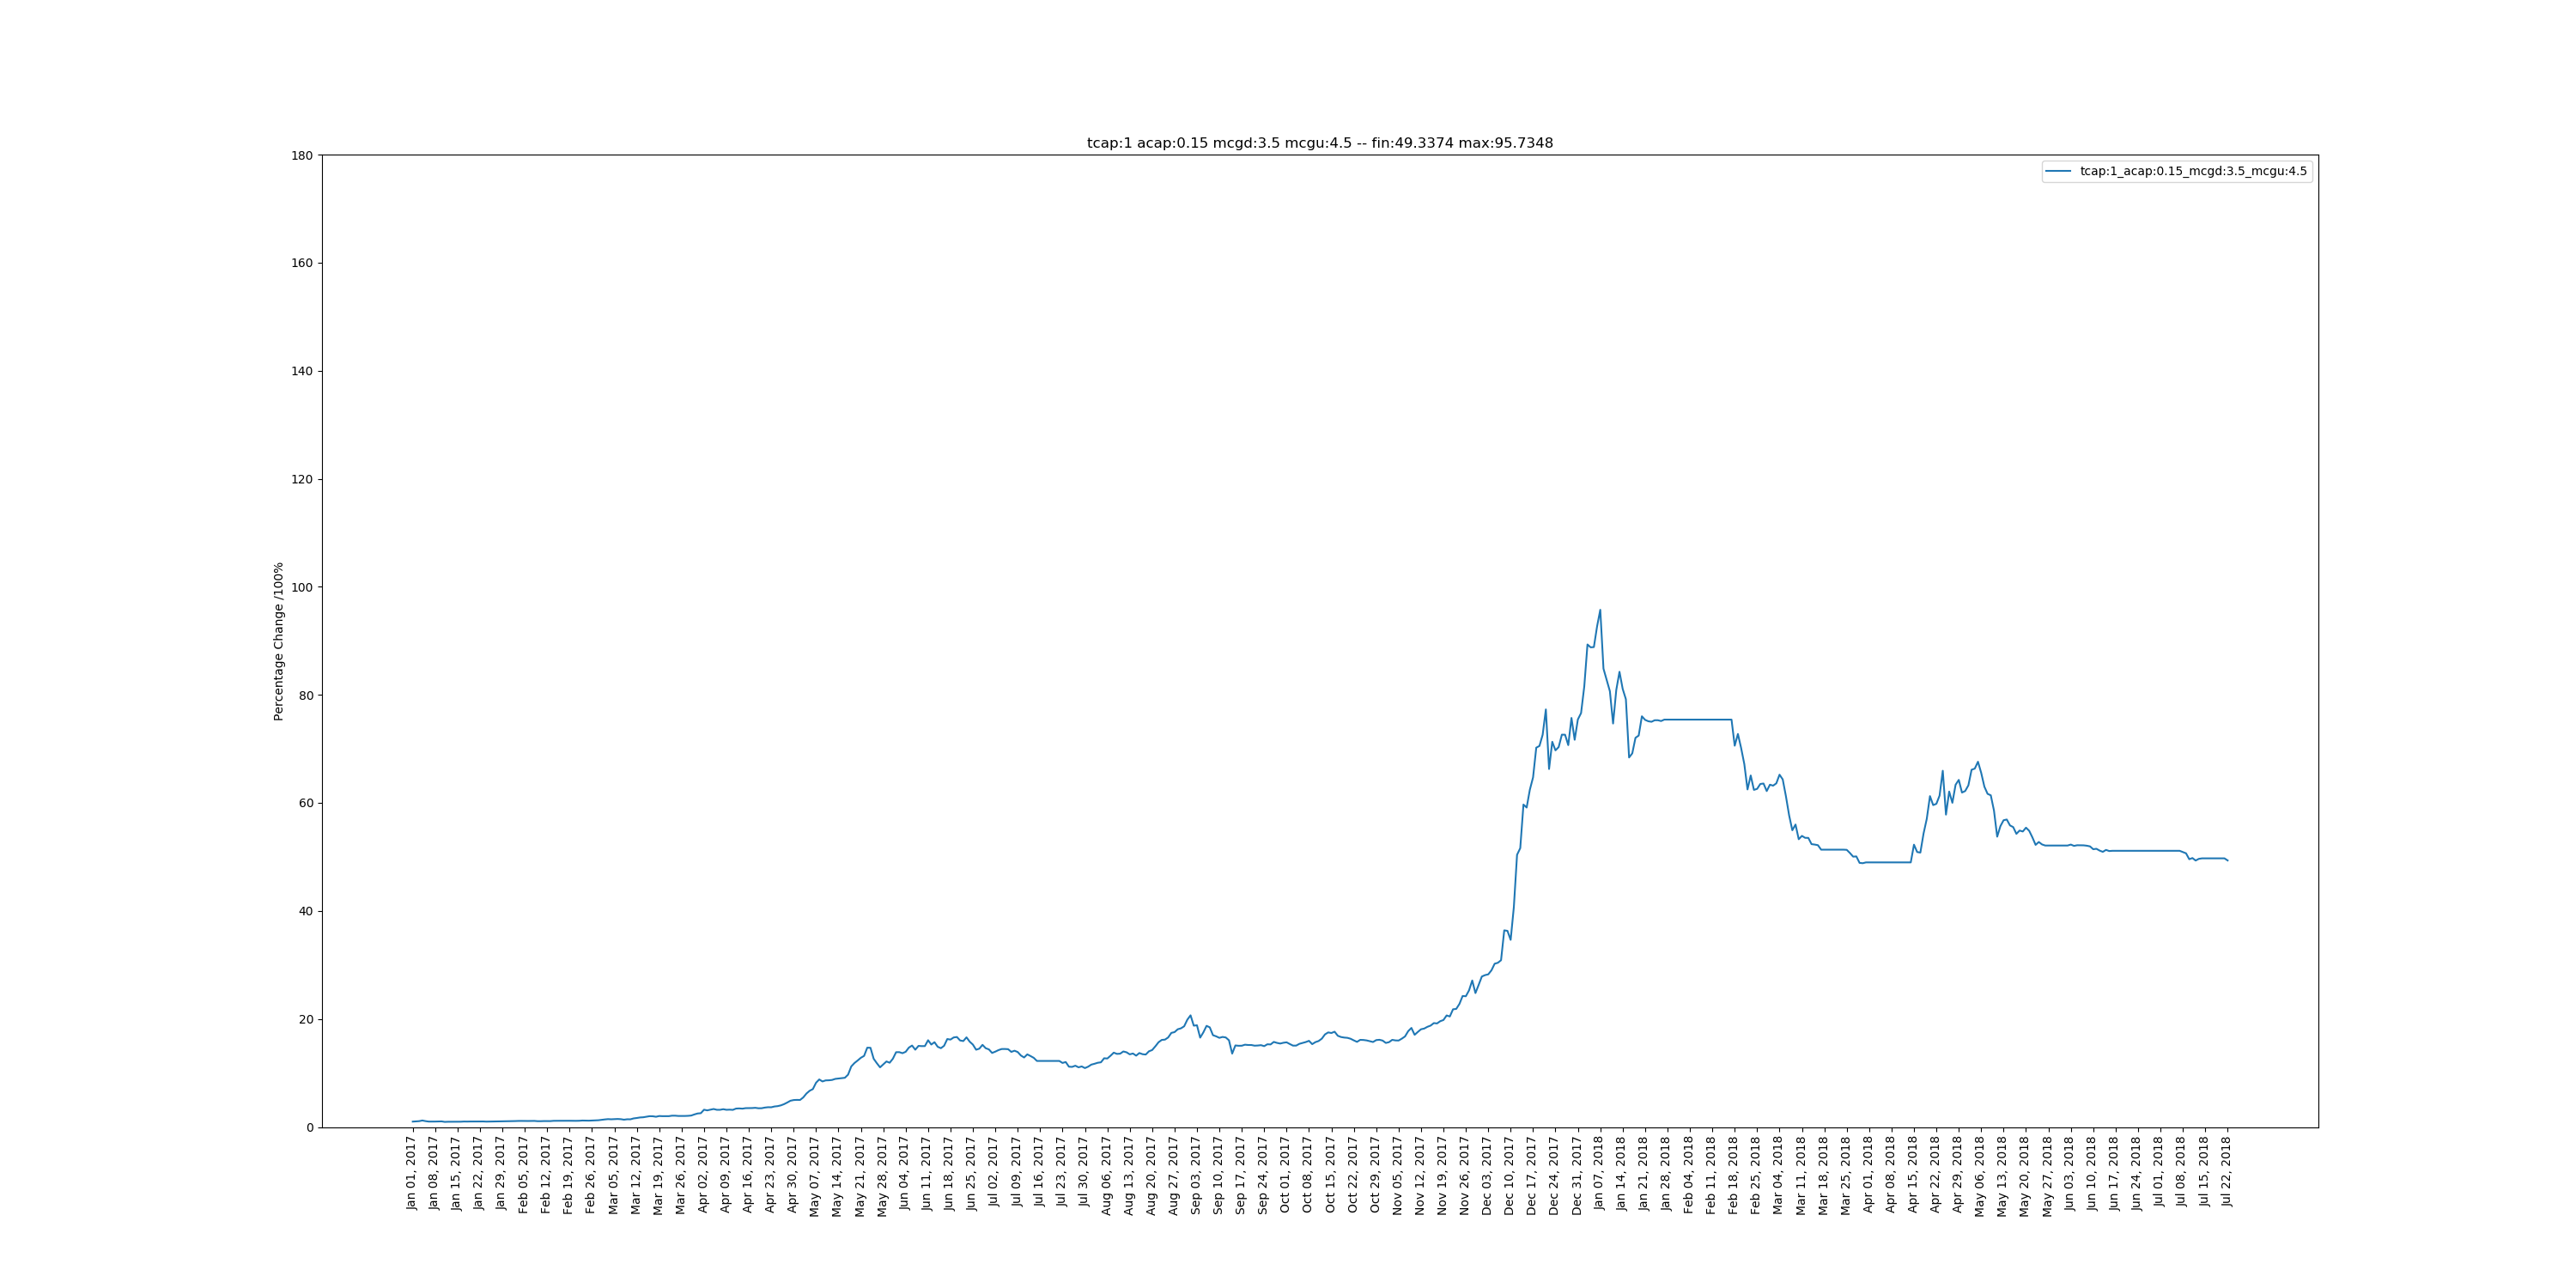 tcap:1 acap:0.15 mcgd:3.5 mcgu:4.5 -- fin:49.3374 max:95.7348
tcap:1_acap:0.15_mcgd:3.5_mcgu:4.5
Percentage Change /100%
180
160
140
120
100
80
60
40
20
0
Jan 01, 2017
Jan 08, 2017
Jan 15, 2017
Jan 22, 2017
Jan 29, 2017
Feb 05, 2017
Feb 12, 2017
Feb 19, 2017
Feb 26, 2017
Mar 05, 2017
Mar 12, 2017
Mar 19, 2017
Mar 26, 2017
Apr 02, 2017
Apr 09, 2017
Apr 16, 2017
Apr 23, 2017
Apr 30, 2017
May 07, 2017
May 14, 2017
May 21, 2017
May 28, 2017
Jun 04, 2017
Jun 11, 2017
Jun 18, 2017
Jun 25, 2017
Jul 02, 2017
Jul 09, 2017
Jul 16, 2017
Jul 23, 2017
Jul 30, 2017
Aug 06, 2017
Aug 13, 2017
Aug 20, 2017
Aug 27, 2017
Sep 03, 2017
Sep 10, 2017
Sep 17, 2017
Sep 24, 2017
Oct 01, 2017
Oct 08, 2017
Oct 15, 2017
Oct 22, 2017
Oct 29, 2017
Nov 05, 2017
Nov 12, 2017
Nov 19, 2017
Nov 26, 2017
Dec 03, 2017
Dec 10, 2017
Dec 17, 2017
Dec 24, 2017
Dec 31, 2017
Jan 07, 2018
Jan 14, 2018
Jan 21, 2018
Jan 28, 2018
Feb 04, 2018
Feb 11, 2018
Feb 18, 2018
Feb 25, 2018
Mar 04, 2018
Mar 11, 2018
Mar 18, 2018
Mar 25, 2018
Apr 01, 2018
Apr 08, 2018
Apr 15, 2018
Apr 22, 2018
Apr 29, 2018
May 06, 2018
May 13, 2018
May 20, 2018
May 27, 2018
Jun 03, 2018
Jun 10, 2018
Jun 17, 2018
Jun 24, 2018
Jul 01, 2018
Jul 08, 2018
Jul 15, 2018
Jul 22, 2018